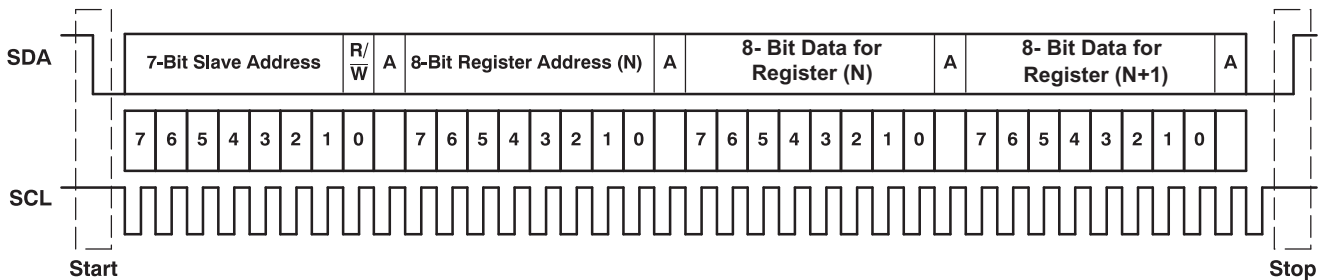 SDA
7-Bit Slave Address
R/
W
A
8-Bit Register Address (N)
A
8- Bit Data for
Register (N)
A
8- Bit Data for
Register (N+1)
A
7 6 5 4 3 2 1 0 7 6 5 4 3 2 1 0 7 6 5 4 3 2 1 0 7 6 5 4 3 2 1 0
SCL
Start
Stop